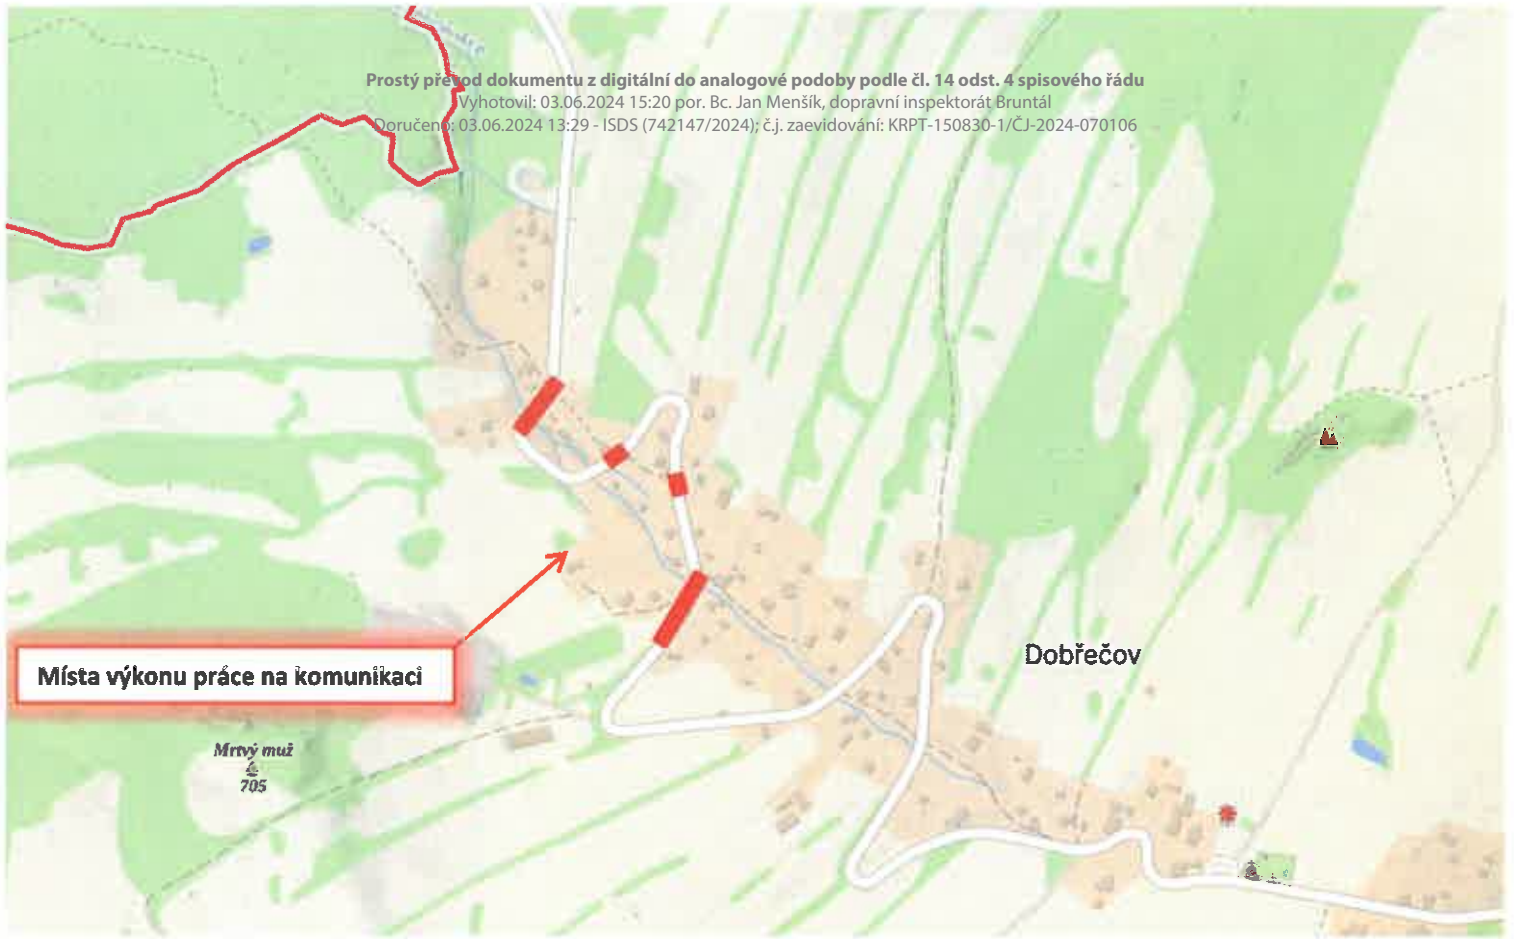 Prostý převod dokumentu z digitální do analogové podoby podle čl. 14 odst. 4 spisového řádu
Vyhotovil: 03.06.2024 15:20 por. Bc. Jan Menšík, dopravní inspektorát Bruntál
Doručeno: 03.06.2024 13:29 - ISDS (742147/2024); č.j. zaevidování: KRPT-150830-1/ČJ-2024-070106
Dobřečov
Místa výkonu práce na komunikaci
Mrtvý muž
705